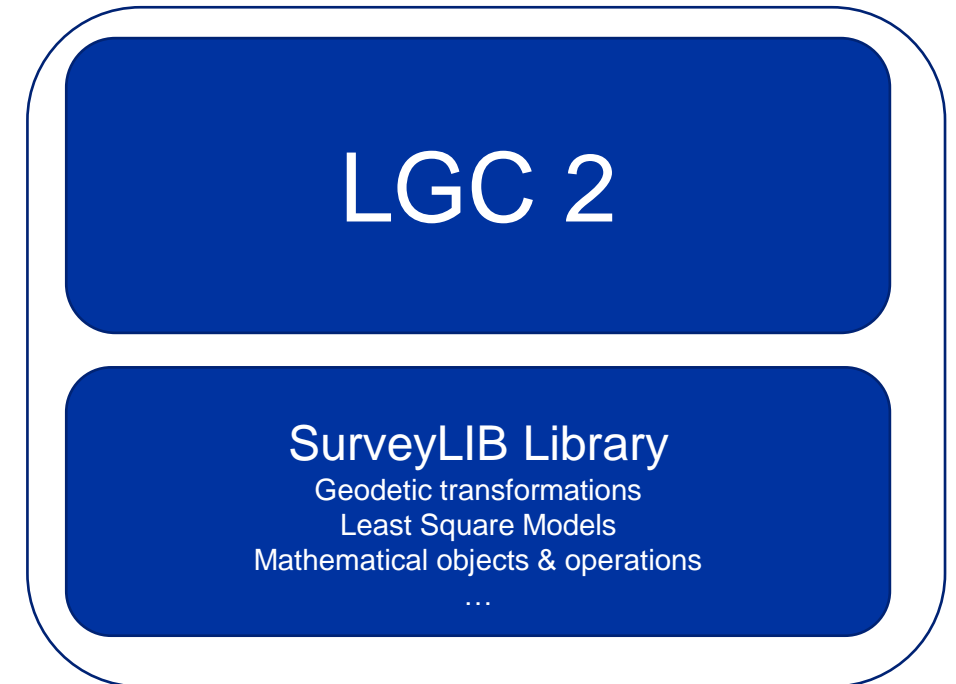 LGC 2
SurveyLIB Library
Geodetic transformations
Least Square Models
Mathematical objects & operations
…